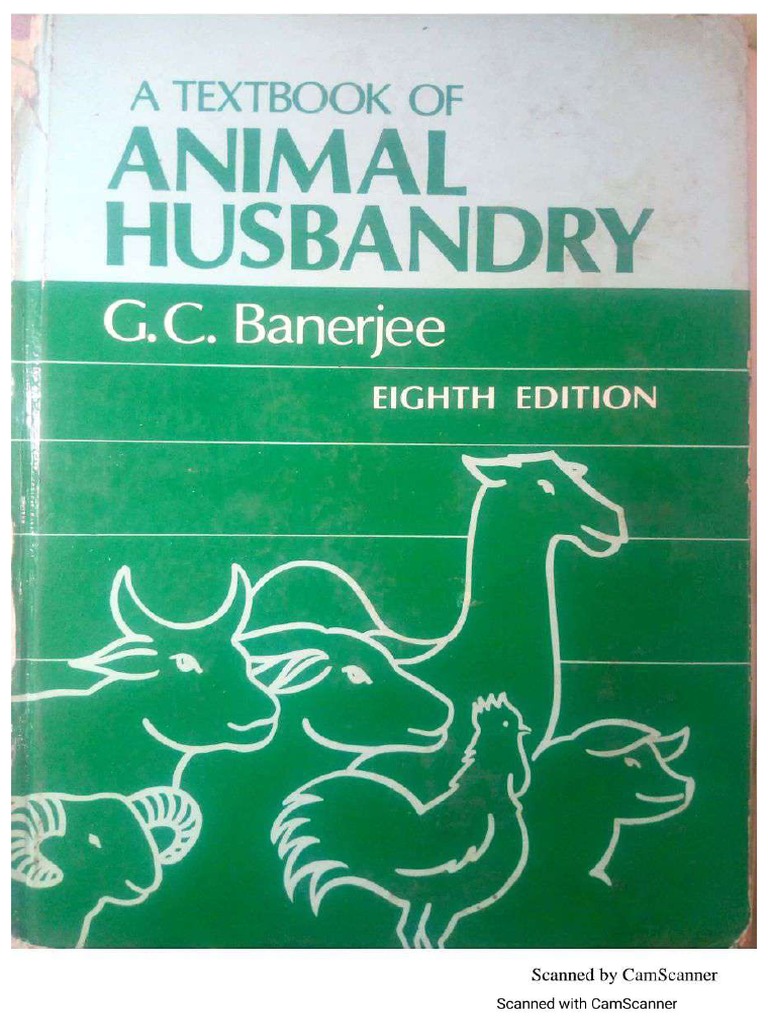 A TEXTBOOK OF
ANIMAL
HUSBANDRY
G.C. Banerjee
EIGHTH EDITION
Scanned by CamScanner
Scanned with CamScanner